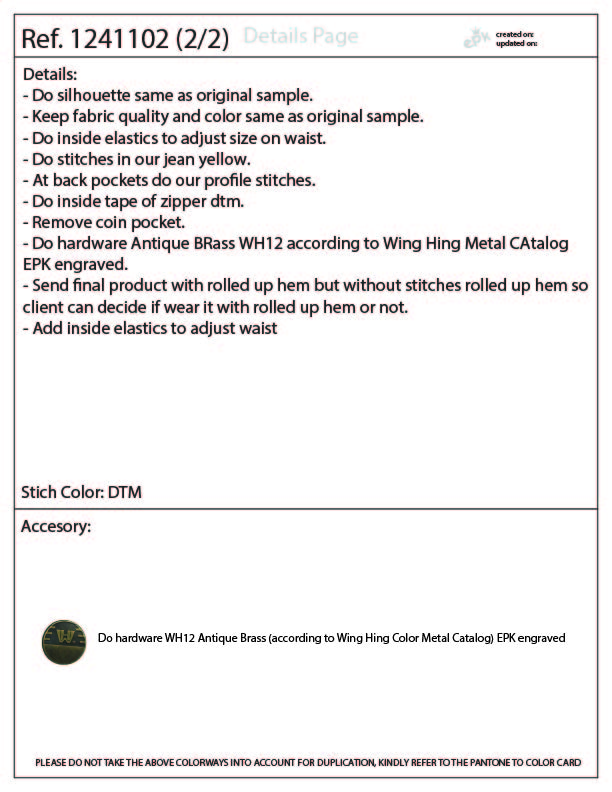 Ref. 1241102 (2/2) Details Page
created on:
updated on:
Details:
- Do silhouette same as original sample.
- Keep fabric quality and color same as original sample.
- Do inside elastics to adjust size on waist.
- Do stitches in our jean yellow.
- At back pockets do our profile stitches.
- Do inside tape of zipper dtm.
- Remove coin pocket.
- Do hardware Antique BRass WH12 according to Wing Hing Metal CAtalog
EPK engraved.
- Send final product with rolled up hem but without stitches rolled up hem so
client can decide if wear it with rolled up hem or not.
- Add inside elastics to adjust waist
Stich Color: DTM
Accesory:
W
Do hardware WH12 Antique Brass (according to Wing Hing Color Metal Catalog) EPK engraved
PLEASE DO NOT TAKE THE ABOVE COLORWAYS INTO ACCOUNT FOR DUPLICATION, KINDLY REFER TO THE PANTONE TO COLOR CARD